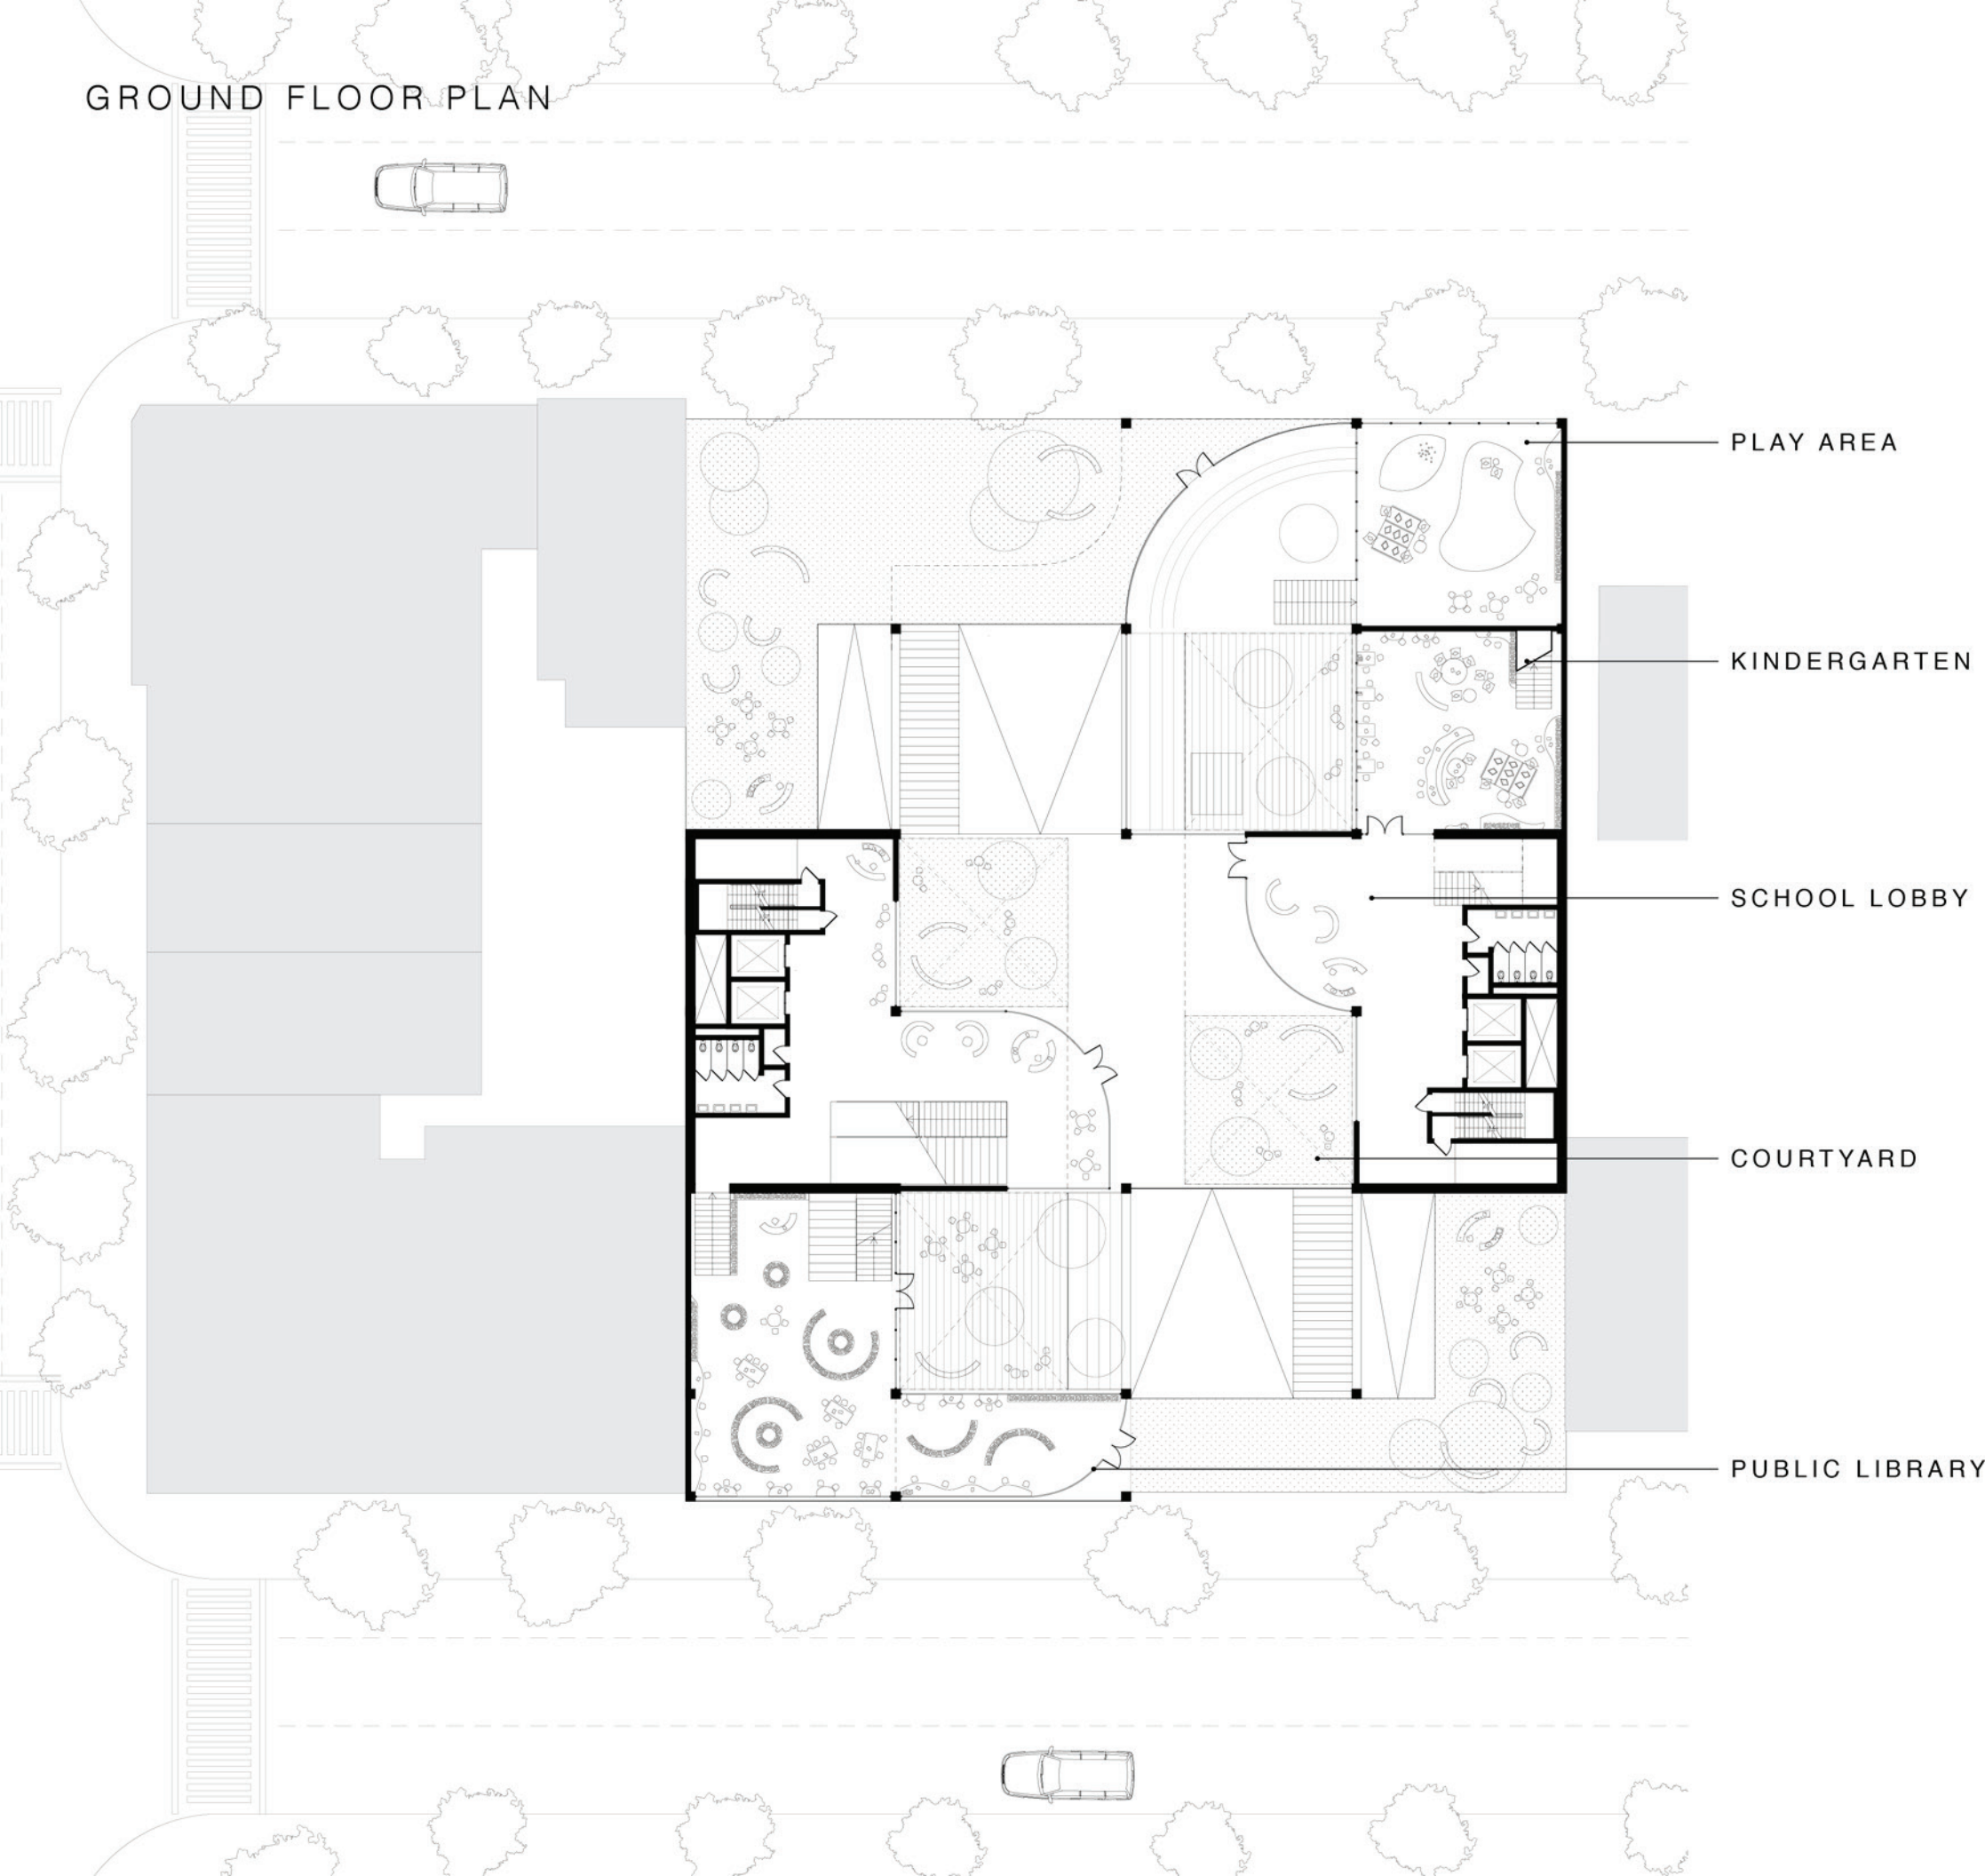 GROUND FLOOR PLAN
PLAY AREA
KINDERGARTEN
SCHOOL LOBBY
COURTYARD
PUBLIC LIBRARY